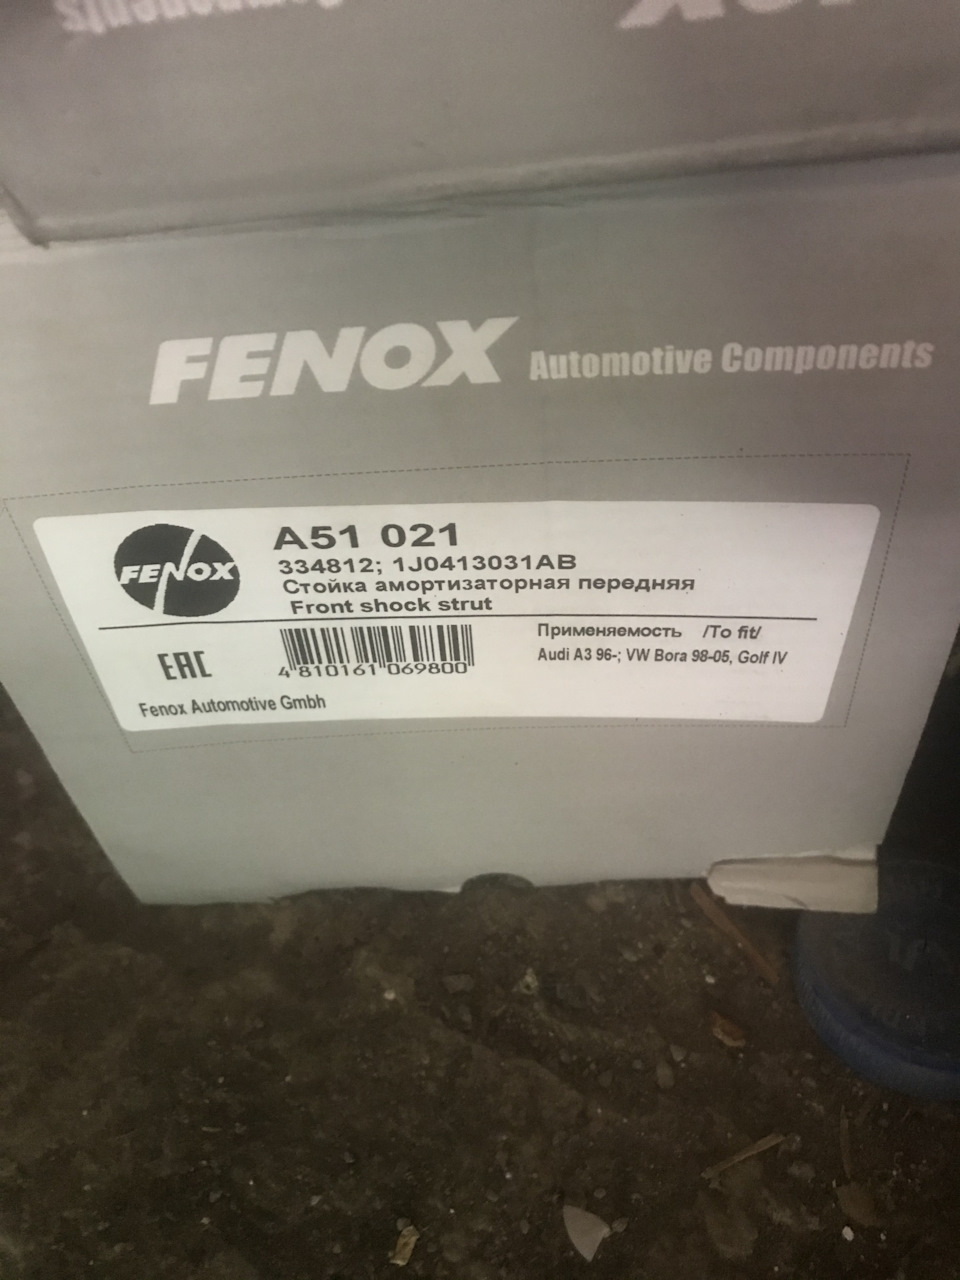 FENOX Automotive Components
FENOX
A51 021
334812; 1J0413031AB
Стойка амортизаторная передняя
Front shock strut
EAC
4 810161 069800
Применяемость /To fit/
Audi A3 96-; VW Bora 98-05, Golf IV
Fenox Automotive Gmbh